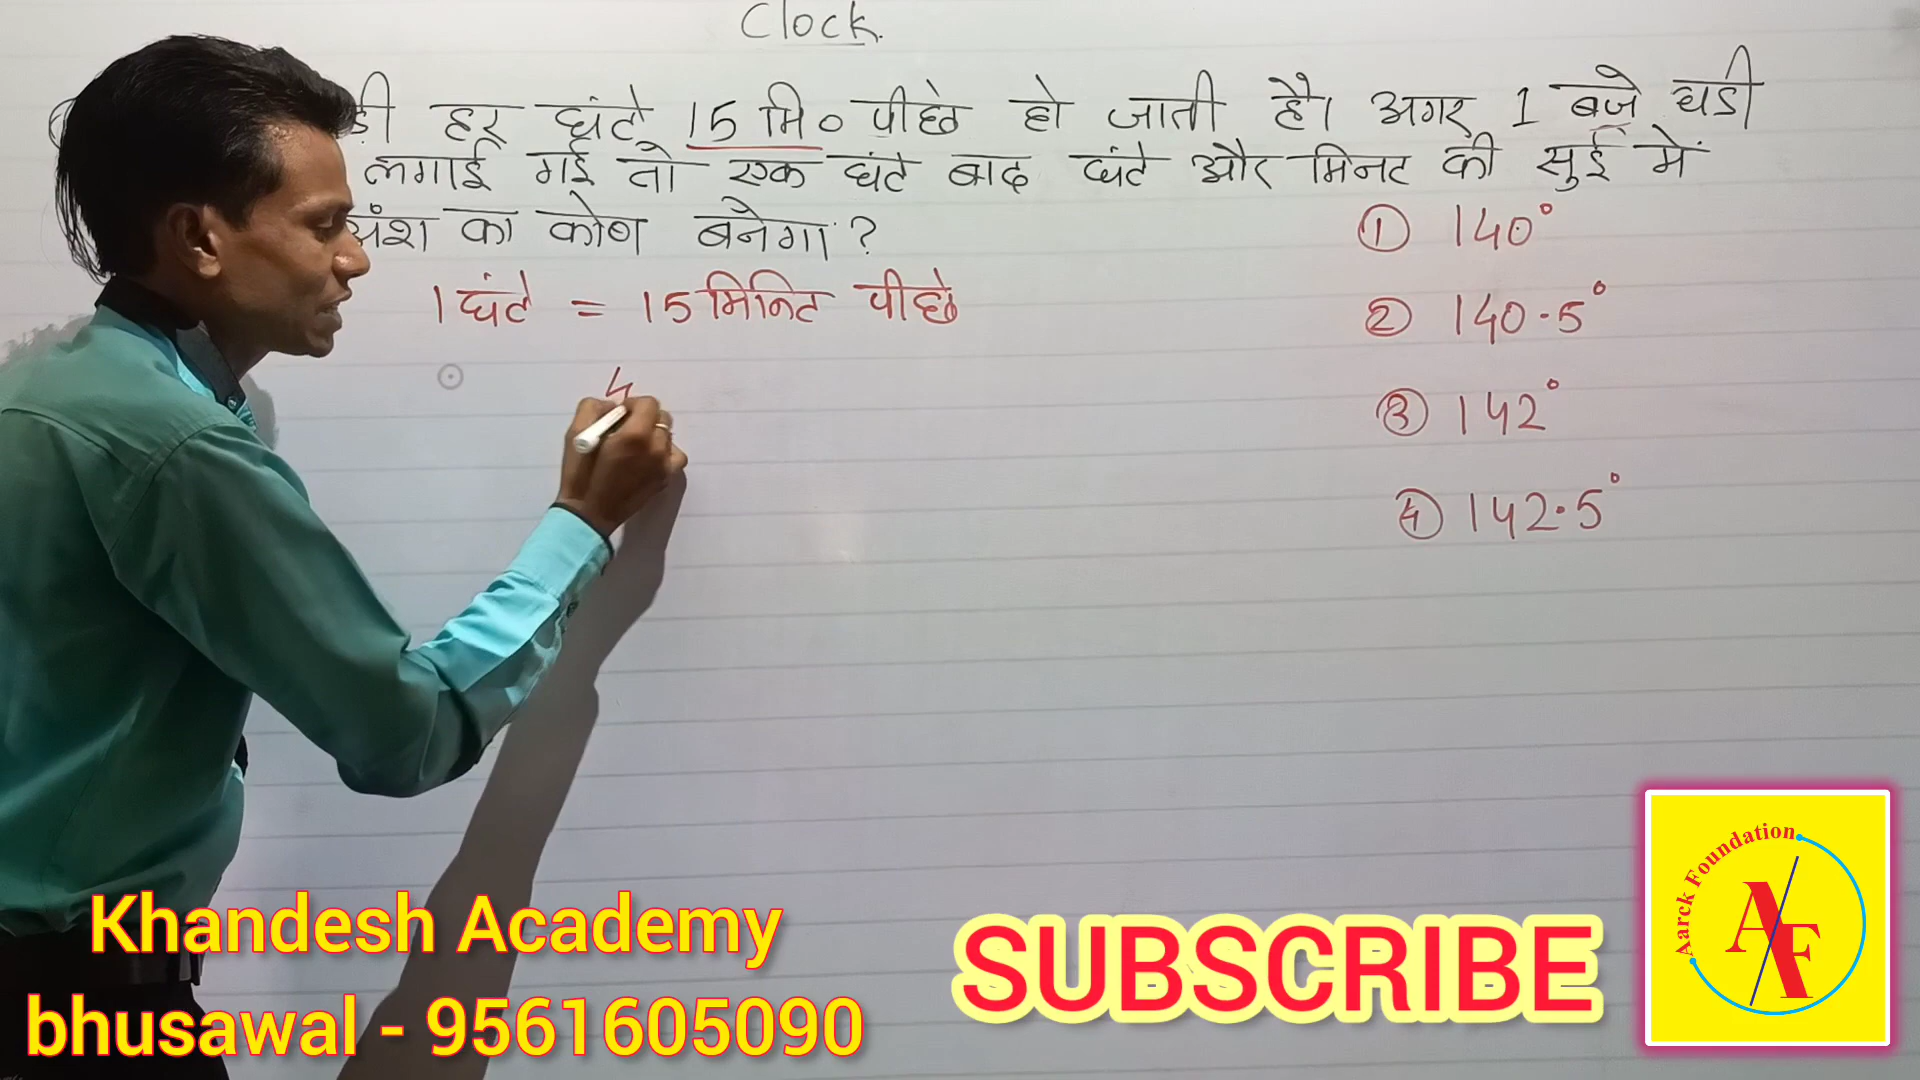 Clock.
हर घंटे 15 मि० पीछे हो जाती है। अगर 1 बजे घडी
लगाई गई तो एक घंटे बाद घंटे और मिनट की सुई में
का कोण बनेगा ?
① 140°
1 घंटे = 15 मिनिट पीछे
② 140.5°
4
③ 142°
④ 142.5°
Khandesh Academy
bhusawal - 9561605090
SUBSCRIBE
Aarck Foundation
AF